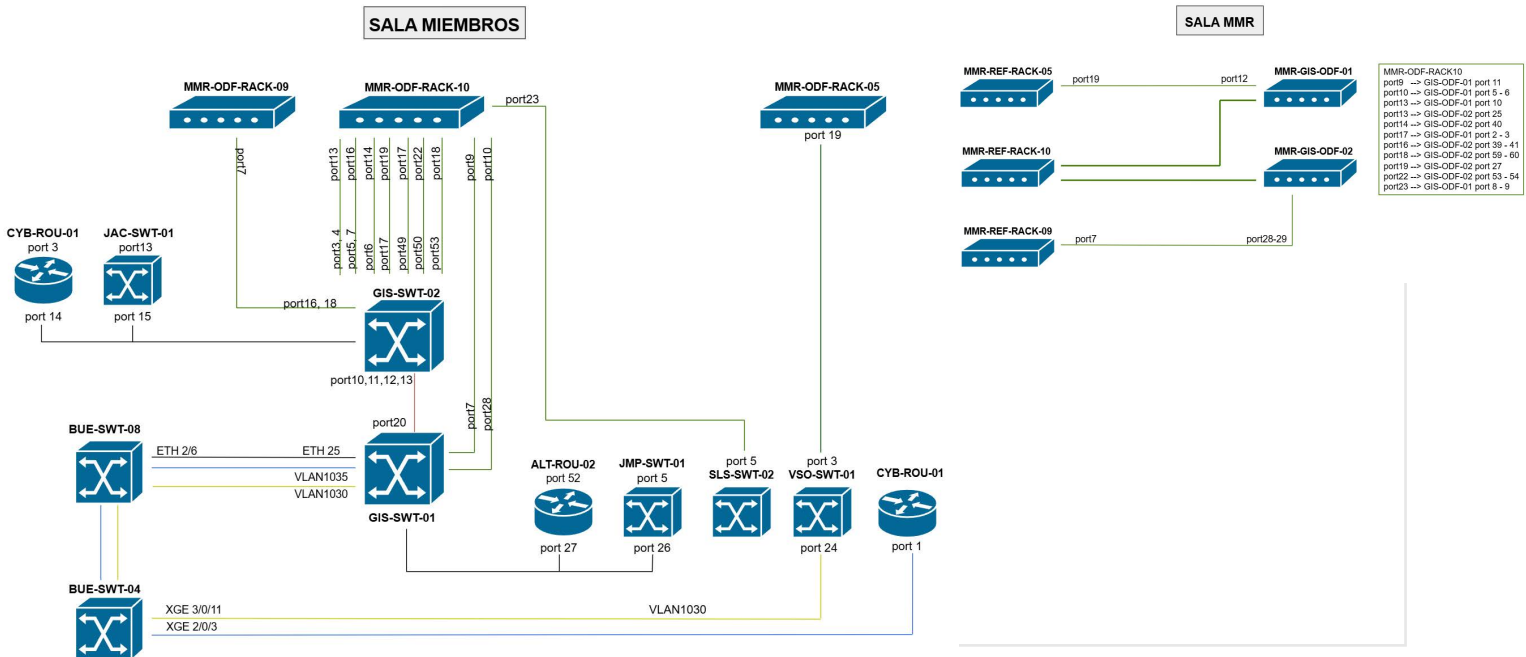 SALA MIEMBROS
SALA MMR
MMR-ODF-RACK-09
MMR-ODF-RACK-10
port23
MMR-ODF-RACK-05
port 19
port7
port13
port16
port14
port19
port17
port22
port18
port9
port10
port3, 4
port5, 7
port6
port17
port49
port50
port53
CYB-ROU-01
port 3
JAC-SWT-01
port13
port 14
port 15
port16, 18
GIS-SWT-02
port10,11,12,13
port7
port28
port20
BUE-SWT-08
ETH 2/6
ETH 25
VLAN1035
VLAN1030
GIS-SWT-01
ALT-ROU-02
port 52
JMP-SWT-01
port 5
port 5
SLS-SWT-02
port 3
VSO-SWT-01
CYB-ROU-01
port 27
port 26
port 24
port 1
BUE-SWT-04
XGE 3/0/11
VLAN1030
XGE 2/0/3
MMR-REF-RACK-05
port19
port12
MMR-GIS-ODF-01
MMR-REF-RACK-10
MMR-GIS-ODF-02
MMR-REF-RACK-09
port7
port28-29
MMR-ODF-RACK10
port9 --> GIS-ODF-01 port 11
port10 --> GIS-ODF-01 port 5 - 6
port13 --> GIS-ODF-01 port 10
port13 --> GIS-ODF-02 port 25
port14 --> GIS-ODF-02 port 40
port17 --> GIS-ODF-01 port 2 - 3
port16 --> GIS-ODF-02 port 39 - 41
port18 --> GIS-ODF-02 port 59 - 60
port19 --> GIS-ODF-02 port 27
port22 --> GIS-ODF-02 port 53 - 54
port23 --> GIS-ODF-01 port 8 - 9